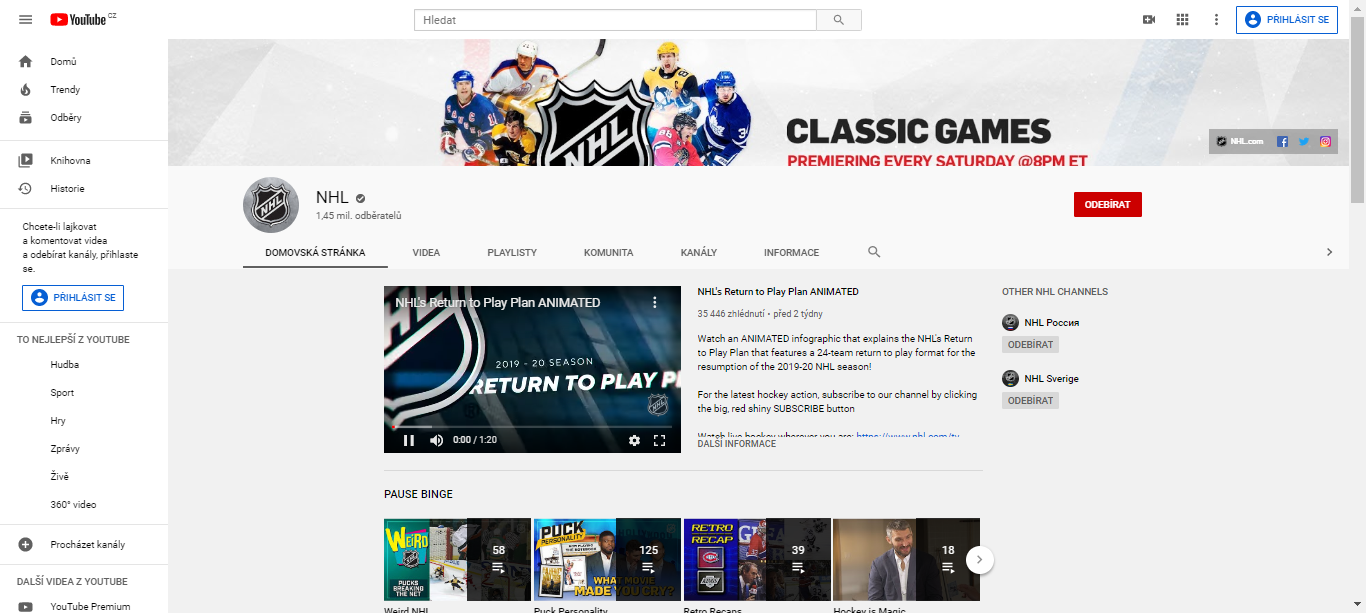 YouTube CZ
Hledat
PŘIHLÁSIT SE
Domů
Trendy
Odběry
Knihovna
Historie
Chcete-li lajkovat
a komentovat videa
a odebírat kanály, přihlaste
se.
PŘIHLÁSIT SE
TO NEJLEPŠÍ Z YOUTUBE
Hudba
Sport
Hry
Zprávy
Živě
360° video
Procházet kanály
DALŠÍ VIDEA Z YOUTUBE
YouTube Premium
NHL
CLASSIC GAMES
PREMIERING EVERY SATURDAY @8PM ET
NHL.com
NHL
NHL
1,45 mil. odběratelů
ODEBÍRAT
DOMOVSKÁ STRÁNKA
VIDEA
PLAYLISTY
KOMUNITA
KANÁLY
INFORMACE
NHL's Return to Play Plan ANIMATED
2019 - 20 SEASON
RETURN TO PLAY
0:00 / 1:20
NHL's Return to Play Plan ANIMATED
35 446 zhlédnutí • před 2 týdny
Watch an ANIMATED infographic that explains the NHL's Return
to Play Plan that features a 24-team return to play format for the
resumption of the 2019-20 NHL season!
For the latest hockey action, subscribe to our channel by clicking
the big, red shiny SUBSCRIBE button
Watch live hockey wherever you are: https://www.nhl.com/tv
DALŠÍ INFORMACE
OTHER NHL CHANNELS
NHL Россия
ODEBÍRAT
NHL Sverige
ODEBÍRAT
PAUSE BINGE
WEIRD
NHL
PUCKS
BREAKING
THE NET
58
PUCK
PERSONALITY
WHAT MOVIE
MADE YOU CRY?
125
RETRO
RECAP
39
18
Weird NHL
Puck Personality
Retro Recaps
Hockey is Magic